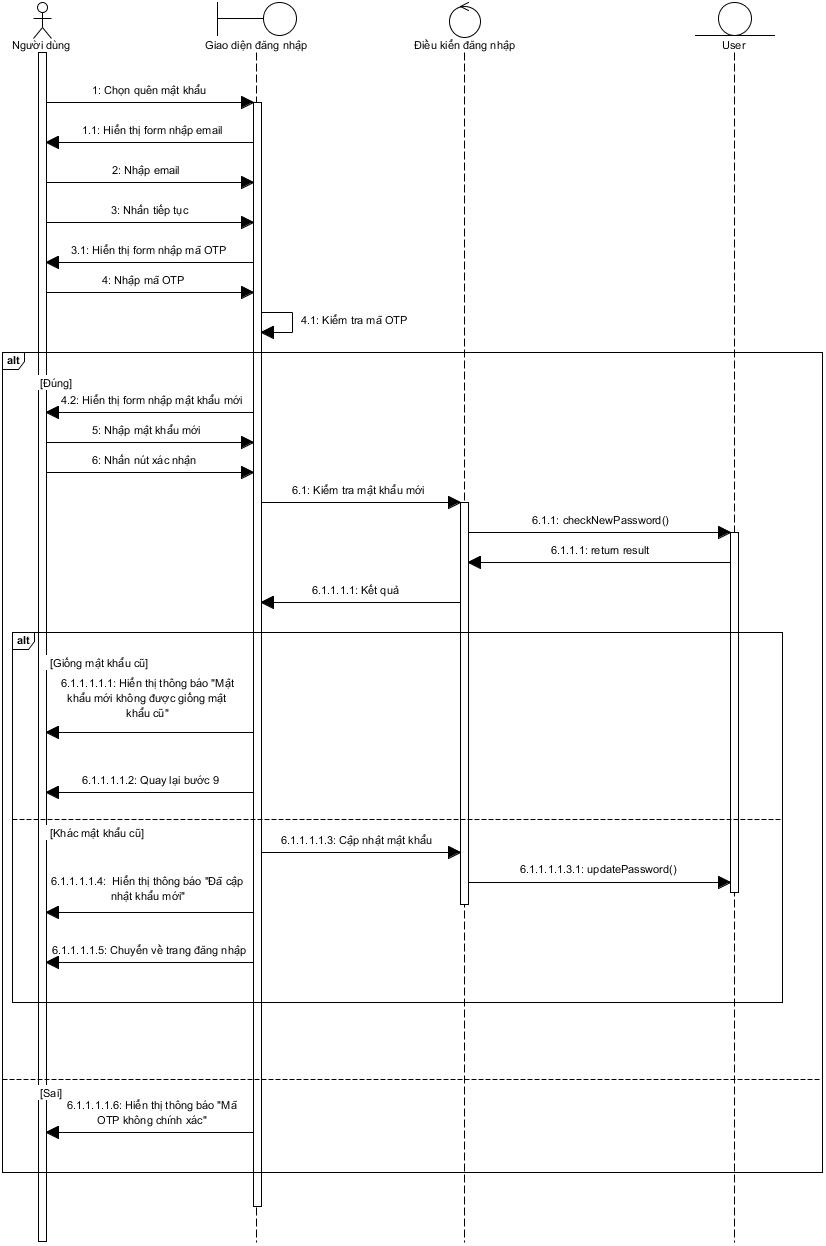 Người dùng
Giao diện đăng nhập
Điều kiển đăng nhập
User
1: Chọn quên mật khẩu
1.1: Hiển thị form nhập email
2: Nhập email
3: Nhấn tiếp tục
3.1: Hiển thị form nhập mã OTP
4: Nhập mã OTP
4.1: Kiểm tra mã OTP
alt
[Đúng]
4.2: Hiển thị form nhập mật khẩu mới
5: Nhập mật khẩu mới
6: Nhấn nút xác nhận
6.1: Kiểm tra mật khẩu mới
6.1.1: checkNewPassword()
6.1.1.1: return result
6.1.1.1.1: Kết quả
alt
[Giống mật khẩu cũ]
6.1.1.1.1.1: Hiển thị thông báo "Mật
khẩu mới không được giống mật
khẩu cũ"
6.1.1.1.1.2: Quay lại bước 9
[Khác mật khẩu cũ]
6.1.1.1.1.3: Cập nhật mật khẩu
6.1.1.1.1.3.1: updatePassword()
6.1.1.1.1.4: Hiển thị thông báo "Đã cập
nhật khẩu mới"
6.1.1.1.1.5: Chuyển về trang đăng nhập
[Sai]
6.1.1.1.1.6: Hiển thị thông báo "Mã
OTP không chính xác"